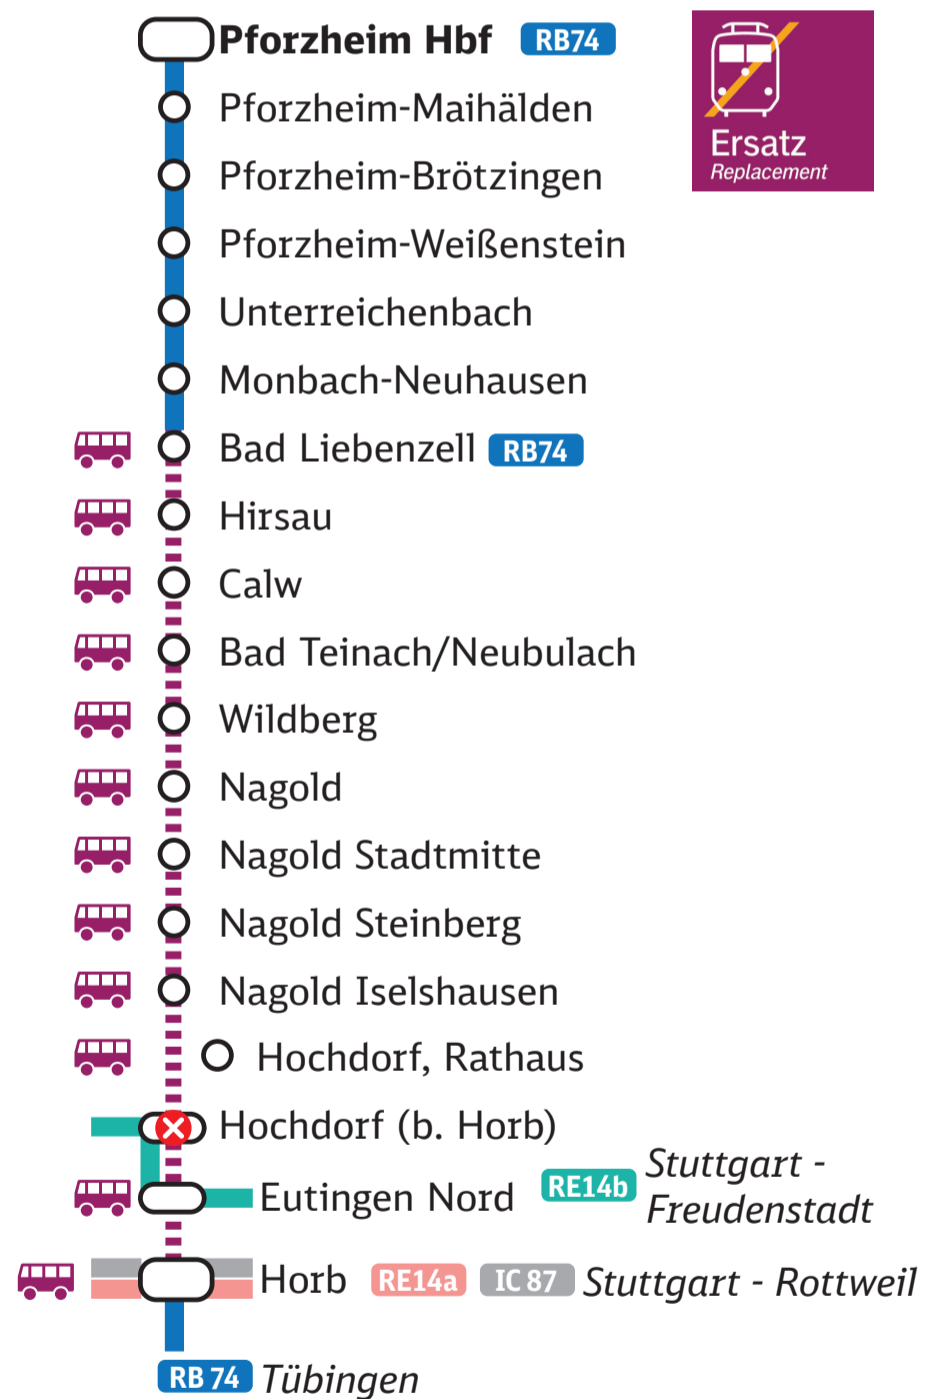 Pforzheim Hbf RB74
Ersatz
Replacement
Pforzheim-Maihälden
Pforzheim-Brötzingen
Pforzheim-Weißenstein
Unterreichenbach
Monbach-Neuhausen
Bad Liebenzell RB74
Hirsau
Calw
Bad Teinach/Neubulach
Wildberg
Nagold
Nagold Stadtmitte
Nagold Steinberg
Nagold Iselshausen
Hochdorf, Rathaus
Hochdorf (b. Horb)
Eutingen Nord RE14b
Stuttgart -
Freudenstadt
Horb RE14a IC 87 Stuttgart - Rottweil
RB 74 Tübingen